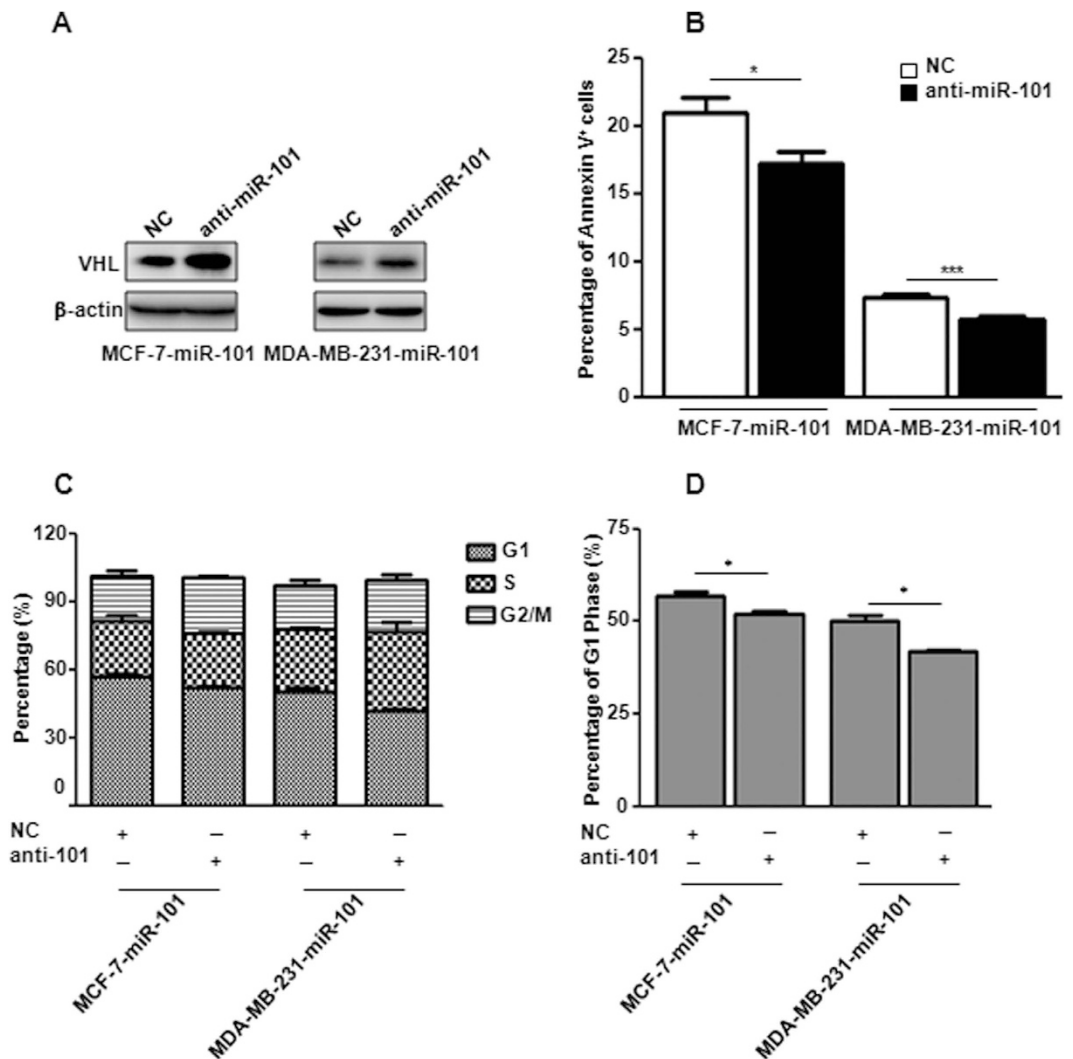 A
NC
anti-miR-101
NC
anti-miR-101
VHL
β-actin
MCF-7-miR-101
MDA-MB-231-miR-101
B
Percentage of Annexin V⁺ cells
25
20
15
10
5
0
*
***
NC
anti-miR-101
MCF-7-miR-101
MDA-MB-231-miR-101
C
Percentage (%)
120
90
60
30
0
G1
S
G2/M
NC + – + –
anti-101 – + – +
MCF-7-miR-101
MDA-MB-231-miR-101
D
Percentage of G1 Phase (%)
75
50
25
0
*
*
NC + – + –
anti-101 – + – +
MCF-7-miR-101
MDA-MB-231-miR-101